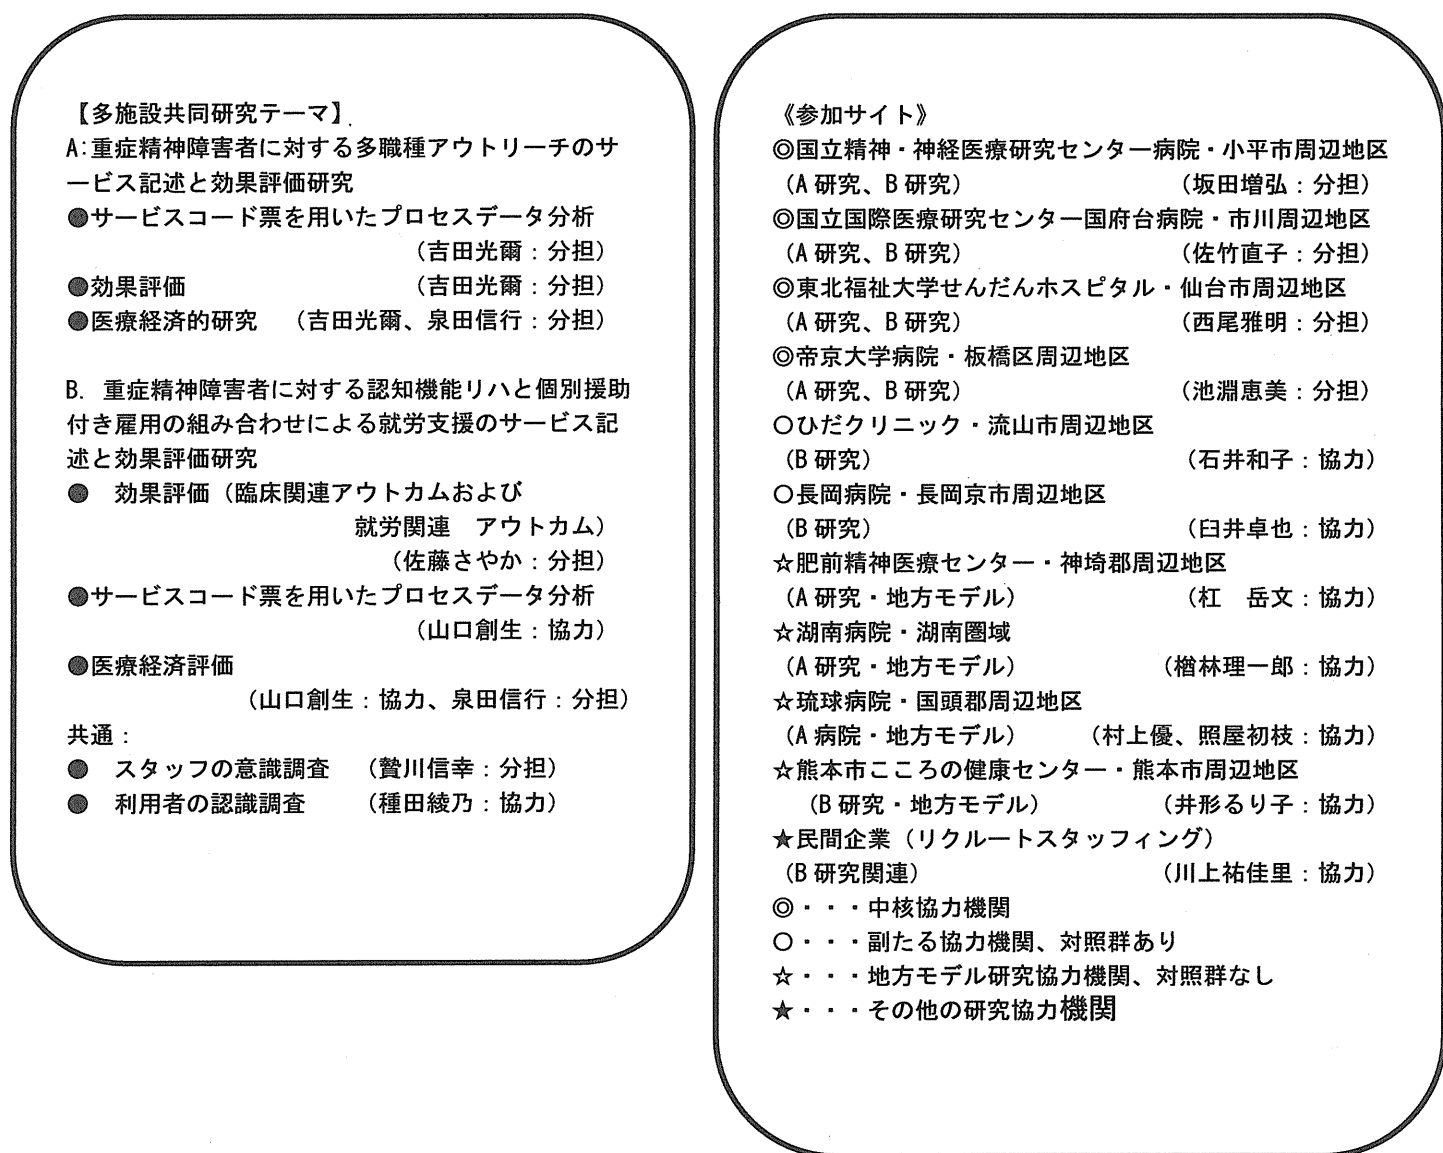 【多施設共同研究テーマ】
A:重症精神障害者に対する多職種アウトリーチのサ
ービス記述と効果評価研究
●サービスコード票を用いたプロセスデータ分析
（吉田光爾：分担）
●効果評価　（吉田光爾：分担）
●医療経済的研究　（吉田光爾、泉田信行：分担）
B. 重症精神障害者に対する認知機能リハと個別援助
付き雇用の組み合わせによる就労支援のサービス記
述と効果評価研究
●　効果評価（臨床関連アウトカムおよび
就労関連　アウトカム）
（佐藤さやか：分担）
●サービスコード票を用いたプロセスデータ分析
（山口創生：協力）
●医療経済評価
（山口創生：協力、泉田信行：分担）
共通：
●　スタッフの意識調査　（贄川信幸：分担）
●　利用者の認識調査　（種田綾乃：協力）
《参加サイト》
◎国立精神・神経医療研究センター病院・小平市周辺地区
（A 研究、B 研究）　（坂田増弘：分担）
◎国立国際医療研究センター国府台病院・市川周辺地区
（A 研究、B 研究）　（佐竹直子：分担）
◎東北福祉大学せんだんホスピタル・仙台市周辺地区
（A 研究、B 研究）　（西尾雅明：分担）
◎帝京大学病院・板橋区周辺地区
（A 研究、B 研究）　（池淵恵美：分担）
○ひだクリニック・流山市周辺地区
（B 研究）　（石井和子：協力）
○長岡病院・長岡京市周辺地区
（B 研究）　（臼井卓也：協力）
☆肥前精神医療センター・神埼郡周辺地区
（A 研究・地方モデル）　（杠　岳文：協力）
☆湖南病院・湖南圏域
（A 研究・地方モデル）　（楢林理一郎：協力）
☆琉球病院・国頭郡周辺地区
（A 病院・地方モデル）　（村上優、照屋初枝：協力）
☆熊本市こころの健康センター・熊本市周辺地区
（B 研究・地方モデル）　（井形るり子：協力）
★民間企業（リクルートスタッフィング）
（B 研究関連）　（川上祐佳里：協力）
◎・・・中核協力機関
○・・・副たる協力機関、対照群あり
☆・・・地方モデル研究協力機関、対照群なし
★・・・その他の研究協力機関